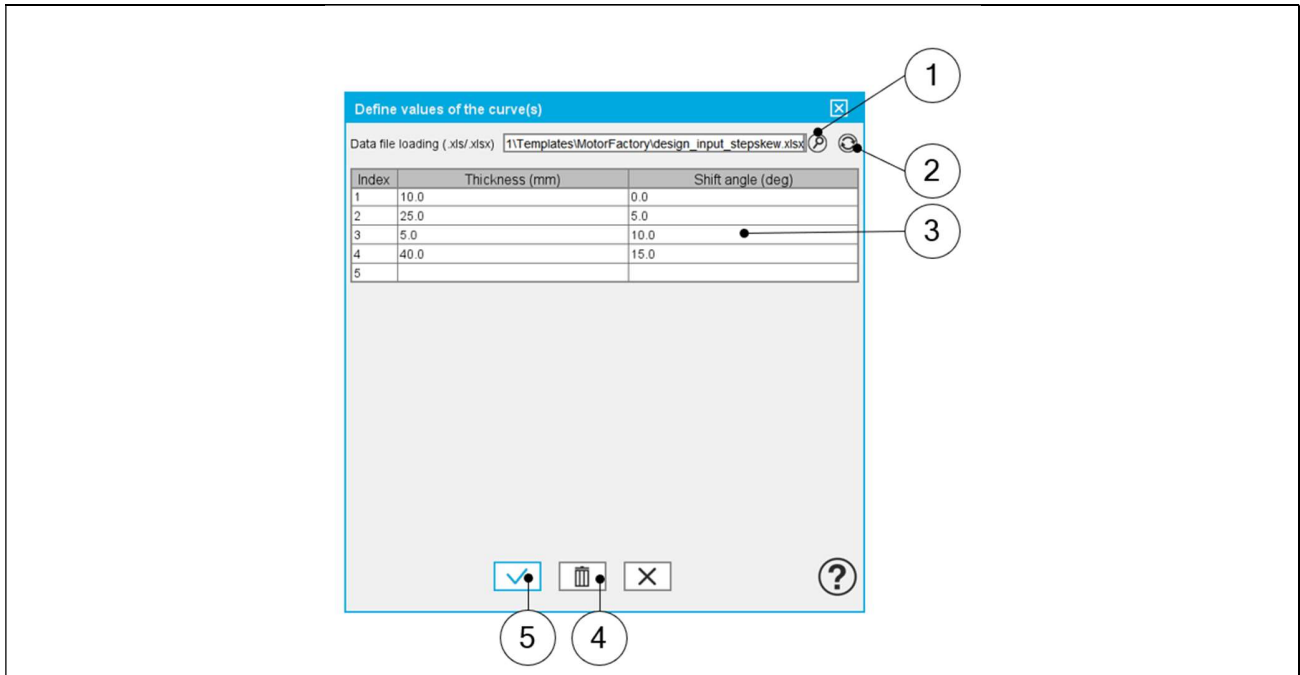 1
Define values of the curve(s)
Data file loading (.xls/.xlsx) 1\Templates\MotorFactory\design_input_stepskew.xlsx
2
Index Thickness (mm) Shift angle (deg)
1 10.0 0.0
2 25.0 5.0
3 5.0 10.0
3
4 40.0 15.0
5
?
5 4